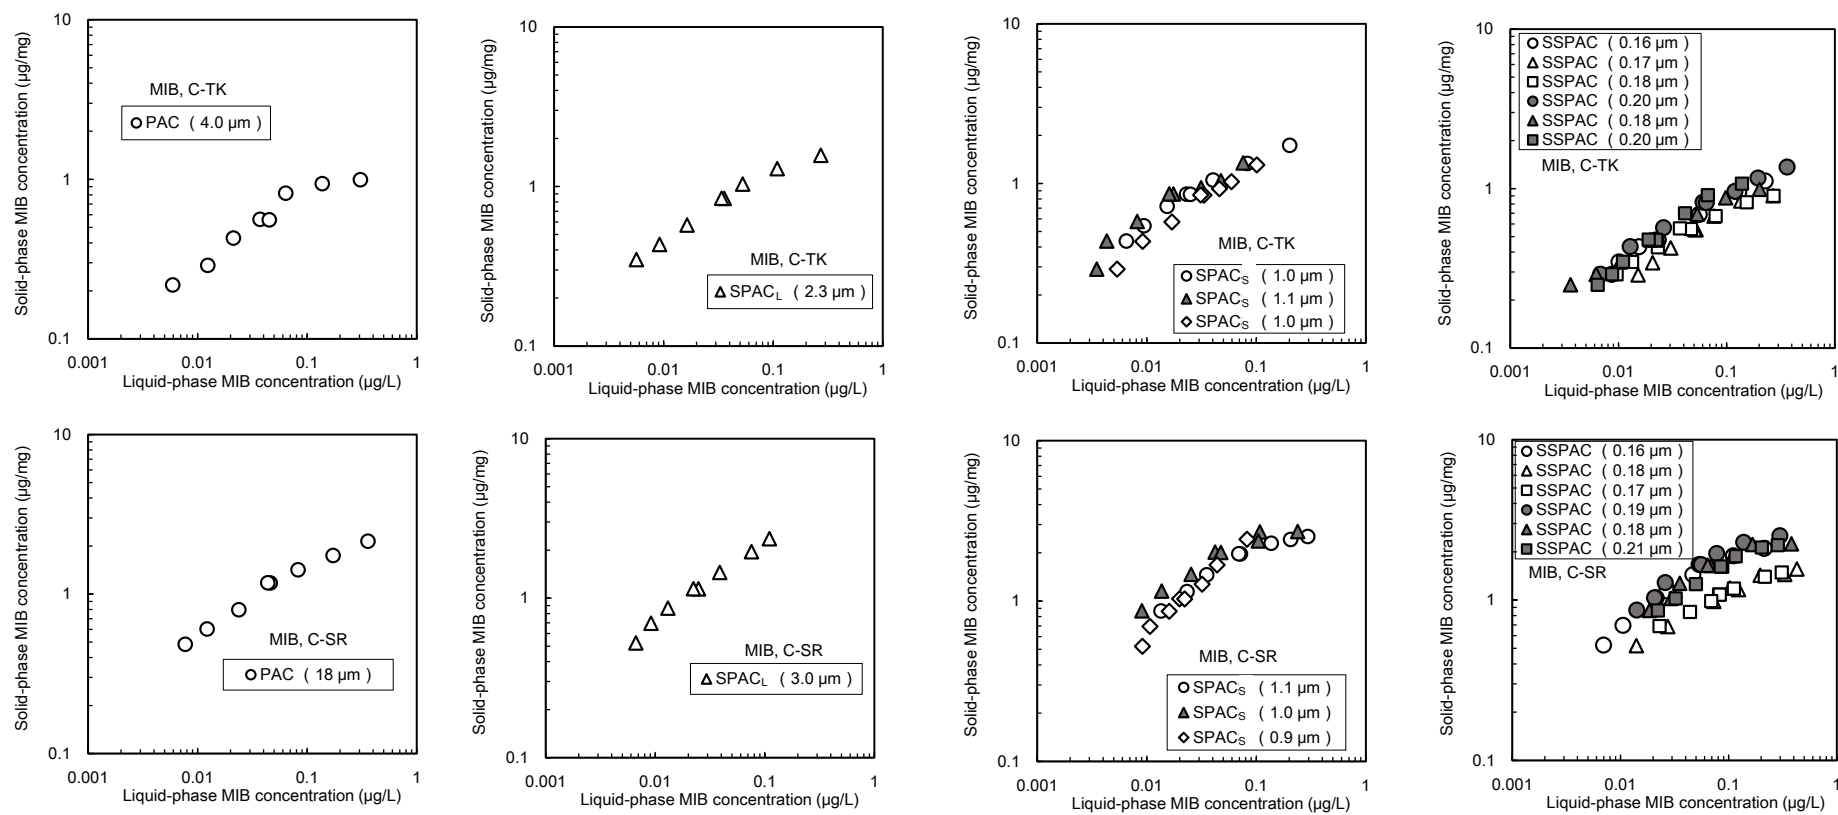 10
1
0.1
0.001
0.01
0.1
1
Solid-phase MIB concentration (µg/mg)
Liquid-phase MIB concentration (µg/L)
MIB, C-TK
PAC ( 4.0 µm )
10
1
0.1
0.001
0.01
0.1
1
Solid-phase MIB concentration (µg/mg)
Liquid-phase MIB concentration (µg/L)
MIB, C-TK
SPACL ( 2.3 µm )
10
1
0.1
0.001
0.01
0.1
1
Solid-phase MIB concentration (µg/mg)
Liquid-phase MIB concentration (µg/L)
MIB, C-TK
SPACS ( 1.0 µm )
SPACS ( 1.1 µm )
SPACS ( 1.0 µm )
10
1
0.1
0.001
0.01
0.1
1
Solid-phase MIB concentration (µg/mg)
Liquid-phase MIB concentration (µg/L)
SSPAC ( 0.16 µm )
SSPAC ( 0.17 µm )
SSPAC ( 0.18 µm )
SSPAC ( 0.20 µm )
SSPAC ( 0.18 µm )
SSPAC ( 0.20 µm )
MIB, C-TK
10
1
0.1
0.001
0.01
0.1
1
Solid-phase MIB concentration (µg/mg)
Liquid-phase MIB concentration (µg/L)
MIB, C-SR
PAC ( 18 µm )
10
1
0.1
0.001
0.01
0.1
1
Solid-phase MIB concentration (µg/mg)
Liquid-phase MIB concentration (µg/L)
MIB, C-SR
SPACL ( 3.0 µm )
10
1
0.1
0.001
0.01
0.1
1
Solid-phase MIB concentration (µg/mg)
Liquid-phase MIB concentration (µg/L)
MIB, C-SR
SPACS ( 1.1 µm )
SPACS ( 1.0 µm )
SPACS ( 0.9 µm )
10
1
0.1
0.001
0.01
0.1
1
Solid-phase MIB concentration (µg/mg)
Liquid-phase MIB concentration (µg/L)
SSPAC ( 0.16 µm )
SSPAC ( 0.18 µm )
SSPAC ( 0.17 µm )
SSPAC ( 0.19 µm )
SSPAC ( 0.18 µm )
SSPAC ( 0.21 µm )
MIB, C-SR